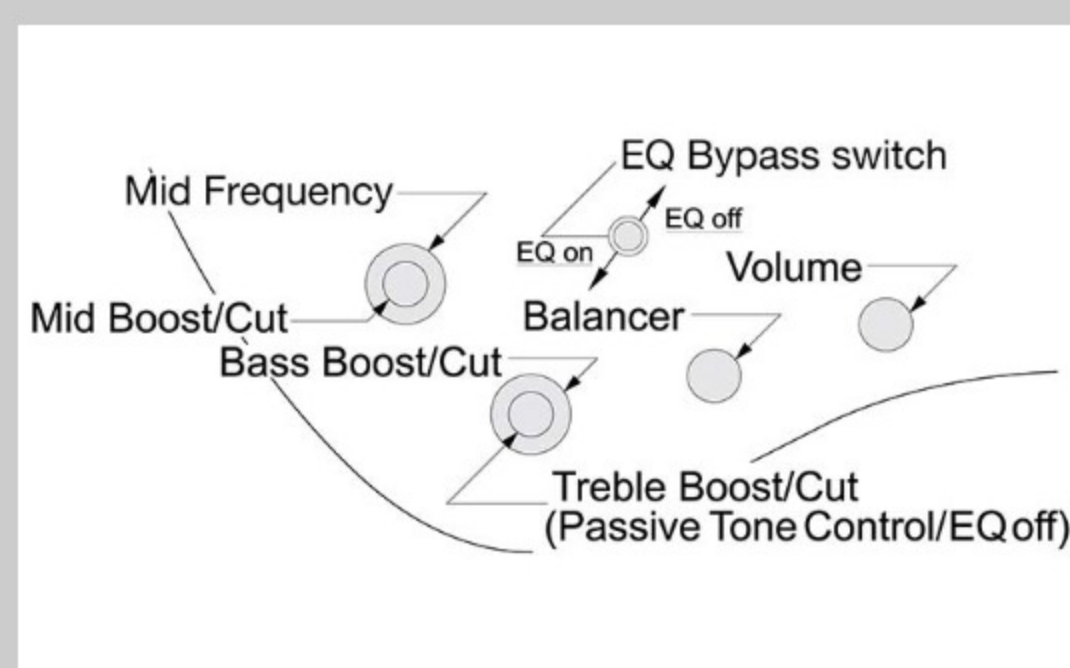 EQ Bypass switch
Mid Frequency
EQ off
EQ on
Volume
Mid Boost/Cut
Balancer
Bass Boost/Cut
Treble Boost/Cut
(Passive Tone Control/EQ off)